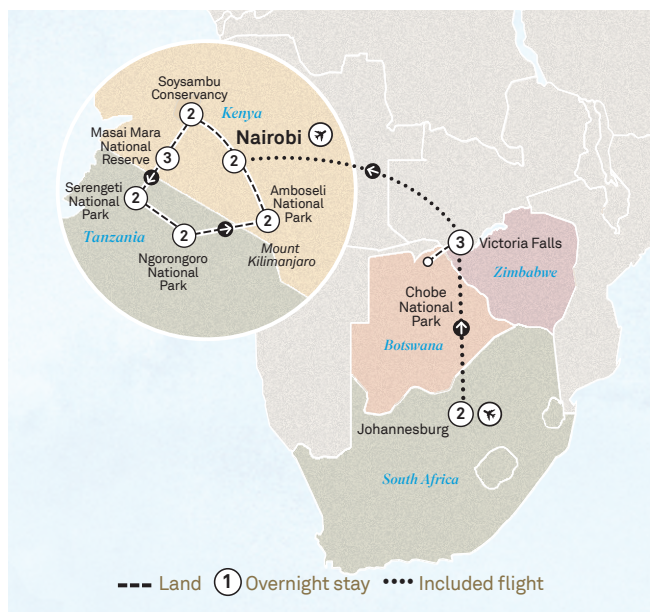 Soysambu
Conservancy
2
Kenya
Masai Mara
National
Reserve
3
Nairobi
2
Serengeti
National
Park
2
Amboseli
National
Park
2
Tanzania
2
Mount
Kilimanjaro
Ngorongoro
National
Park
3
Victoria Falls
Zimbabwe
Chobe
National
Park
Botswana
2
Johannesburg
South Africa
Land
1
Overnight stay
Included flight